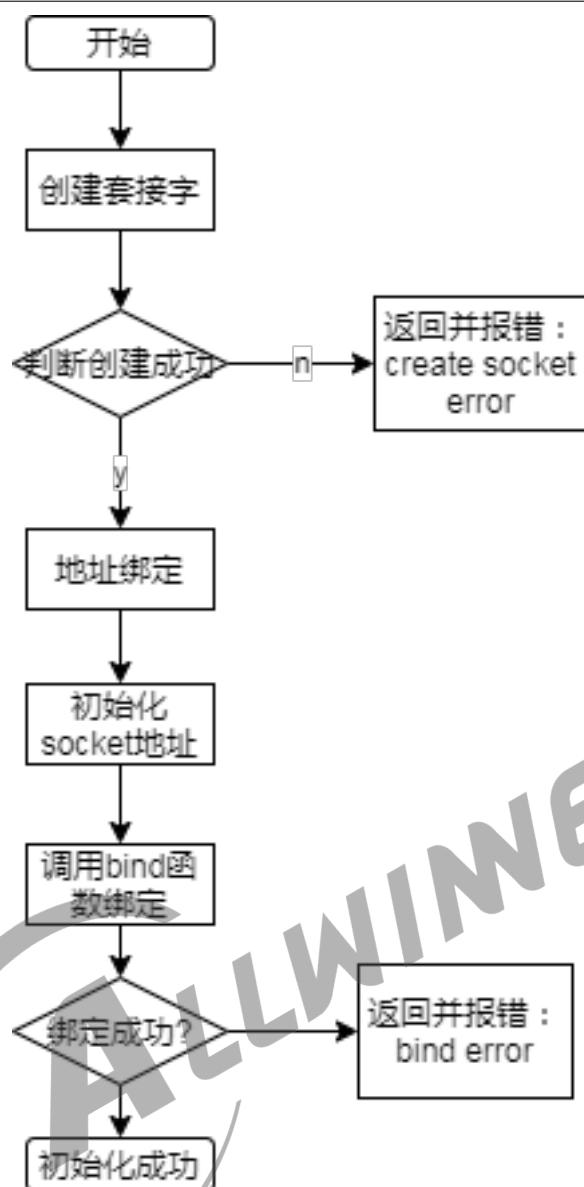 开始
创建套接字
判断创建成功
n
返回并报错：
create socket
error
y
地址绑定
初始化
socket地址
调用bind函
数绑定
绑定成功?
返回并报错：
bind error
初始化成功
ALLWINNE